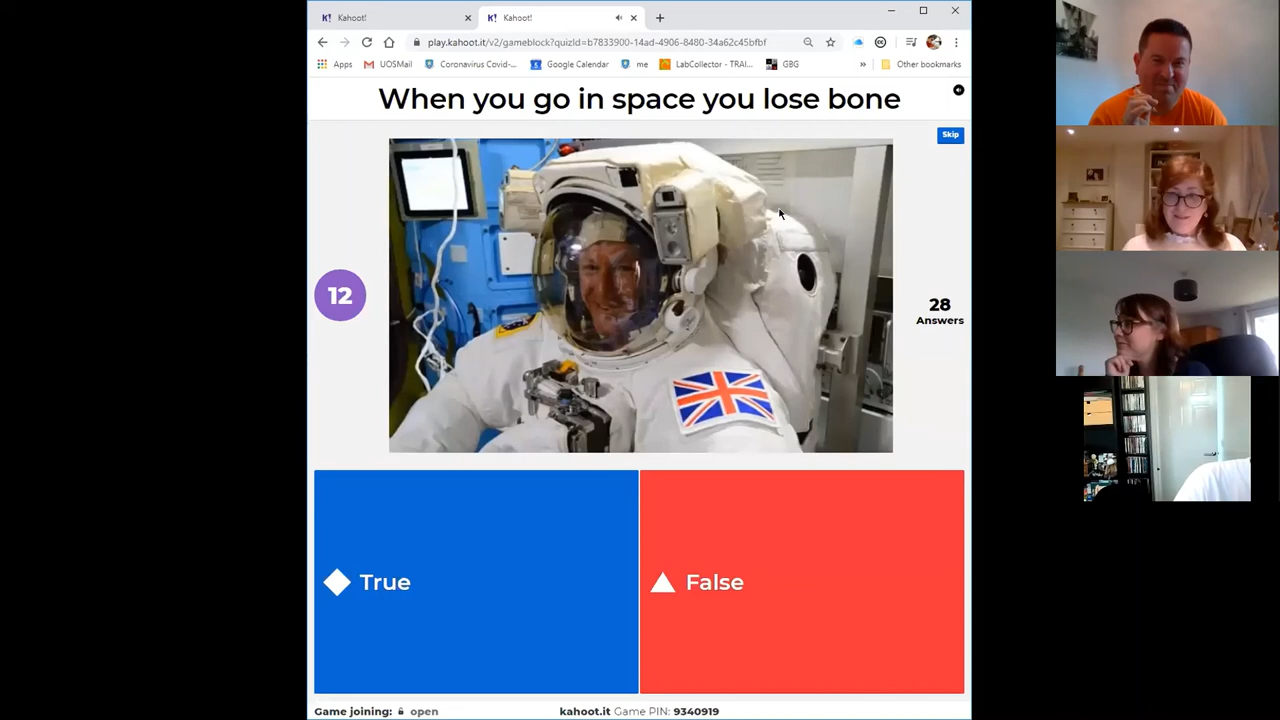 Kahoot!
Kahoot!
play.kahoot.it/v2/gameblock?quizId=b7833900-14ad-4906-8480-34a62c45bfbf
Apps UOSMail Coronavirus Covid-... Google Calendar me LabCollector - TRAI... GBG » Other bookmarks
When you go in space you lose bone
Skip
12
28
Answers
True
False
Game joining: open kahoot.it Game PIN: 9340919